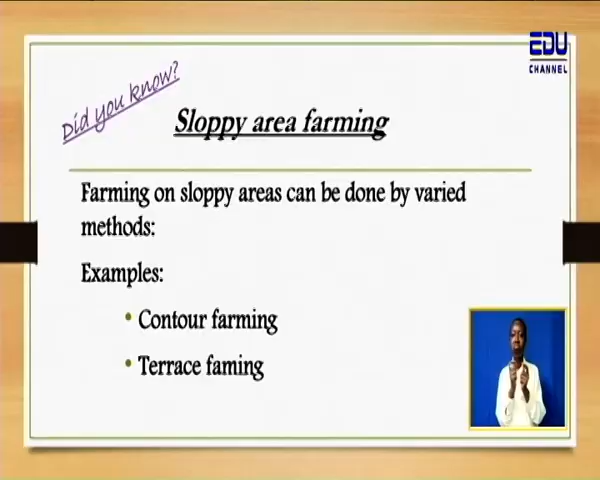 EDU
CHANNEL
Did you know?
Sloppy area farming
Farming on sloppy areas can be done by varied
methods:
Examples:
• Contour farming
• Terrace faming